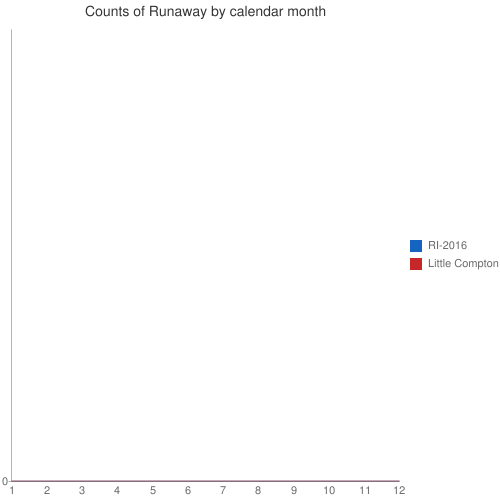 Counts of Runaway by calendar month
RI-2016
Little Compton
0
1 2 3 4 5 6 7 8 9 10 11 12